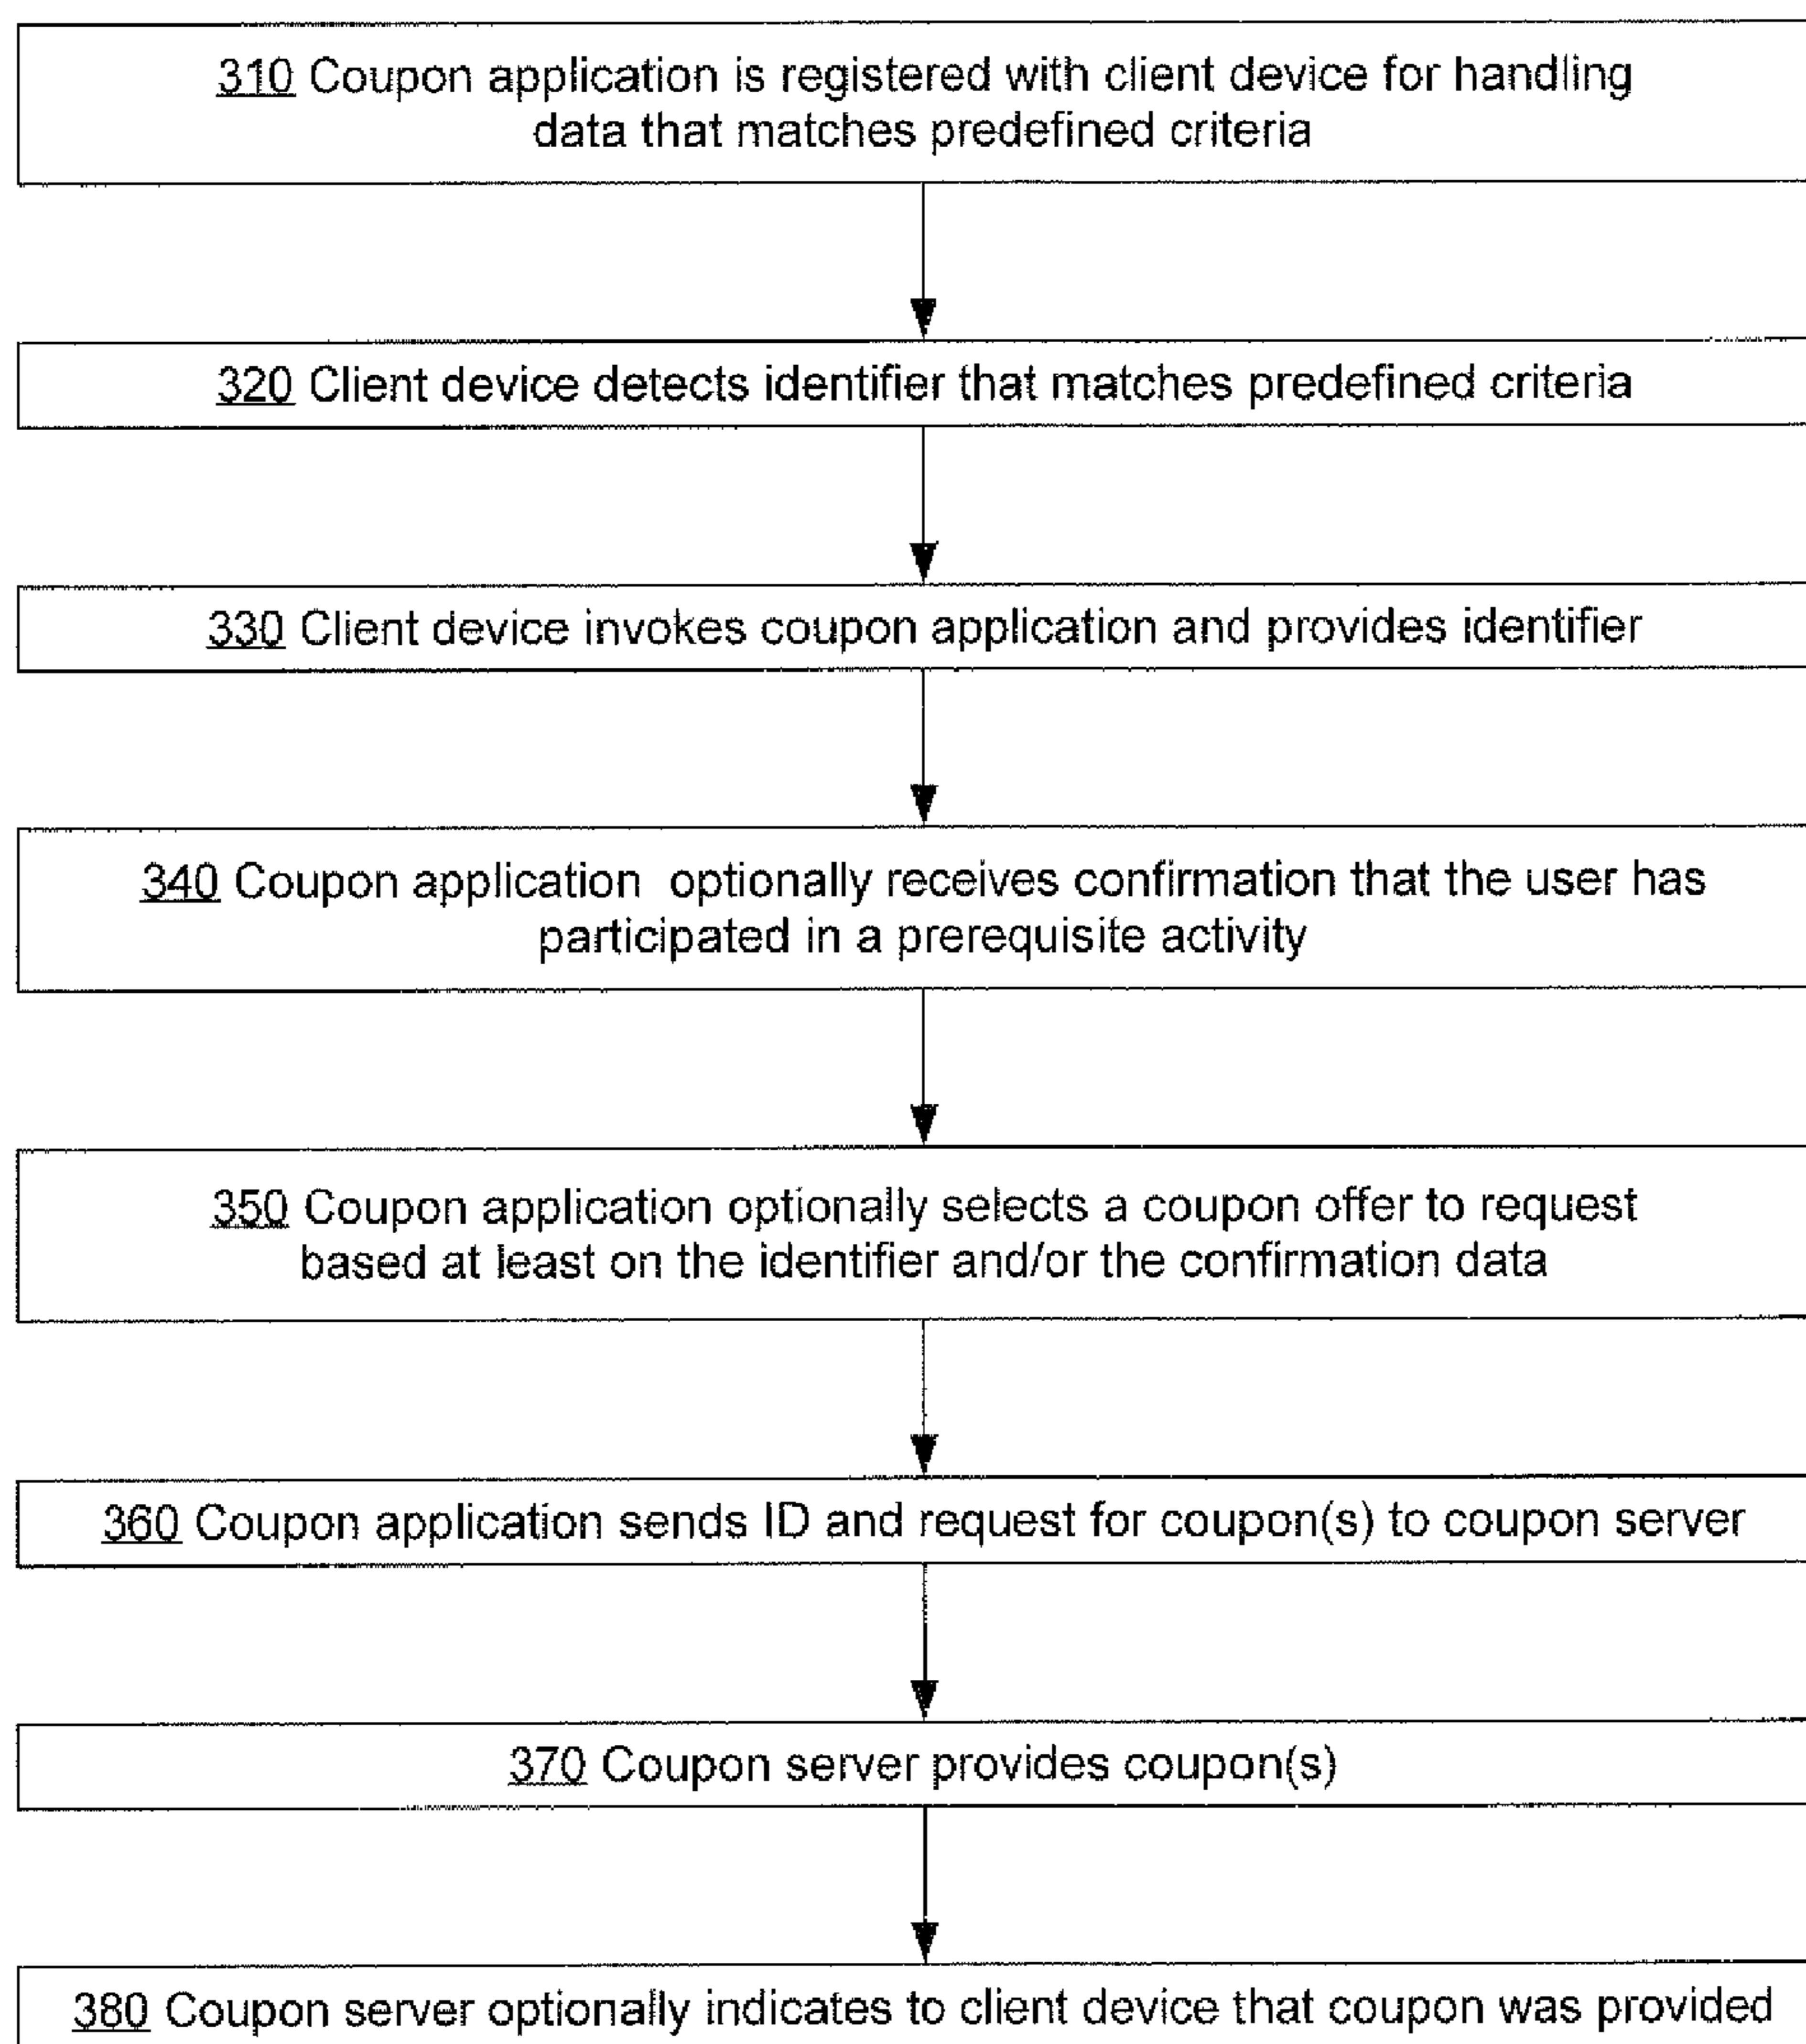 310 Coupon application is registered with client device for handling
data that matches predefined criteria
320 Client device detects identifier that matches predefined criteria
330 Client device invokes coupon application and provides identifier
340 Coupon application optionally receives confirmation that the user has
participated in a prerequisite activity
350 Coupon application optionally selects a coupon offer to request
based at least on the identifier and/or the confirmation data
360 Coupon application sends ID and request for coupon(s) to coupon server
370 Coupon server provides coupon(s)
380 Coupon server optionally indicates to client device that coupon was provided